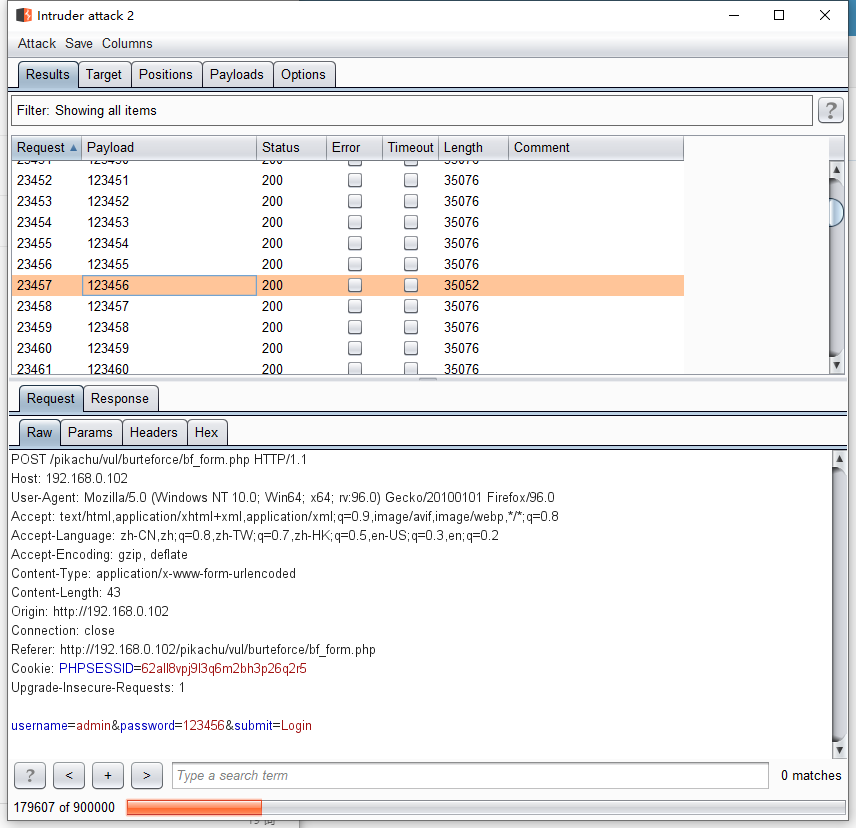 Intruder attack 2
Attack Save Columns
Results Target Positions Payloads Options
Filter: Showing all items ?
Request Payload Status Error Timeout Length Comment
23451 123450 200 35076
23452 123451 200 35076
23453 123452 200 35076
23454 123453 200 35076
23455 123454 200 35076
23456 123455 200 35076
23457 123456 200 35052
23458 123457 200 35076
23459 123458 200 35076
23460 123459 200 35076
23461 123460 200 35076
Request Response
Raw Params Headers Hex
POST /pikachu/vul/burteforce/bf_form.php HTTP/1.1
Host: 192.168.0.102
User-Agent: Mozilla/5.0 (Windows NT 10.0; Win64; x64; rv:96.0) Gecko/20100101 Firefox/96.0
Accept: text/html,application/xhtml+xml,application/xml;q=0.9,image/avif,image/webp,*/*;q=0.8
Accept-Language: zh-CN,zh;q=0.8,zh-TW;q=0.7,zh-HK;q=0.5,en-US;q=0.3,en;q=0.2
Accept-Encoding: gzip, deflate
Content-Type: application/x-www-form-urlencoded
Content-Length: 43
Origin: http://192.168.0.102
Connection: close
Referer: http://192.168.0.102/pikachu/vul/burteforce/bf_form.php
Cookie: PHPSESSID=62all8vpj9l3q6m2bh3p26q2r5
Upgrade-Insecure-Requests: 1
username=admin&password=123456&submit=Login
? < + > Type a search term 0 matches
179607 of 900000